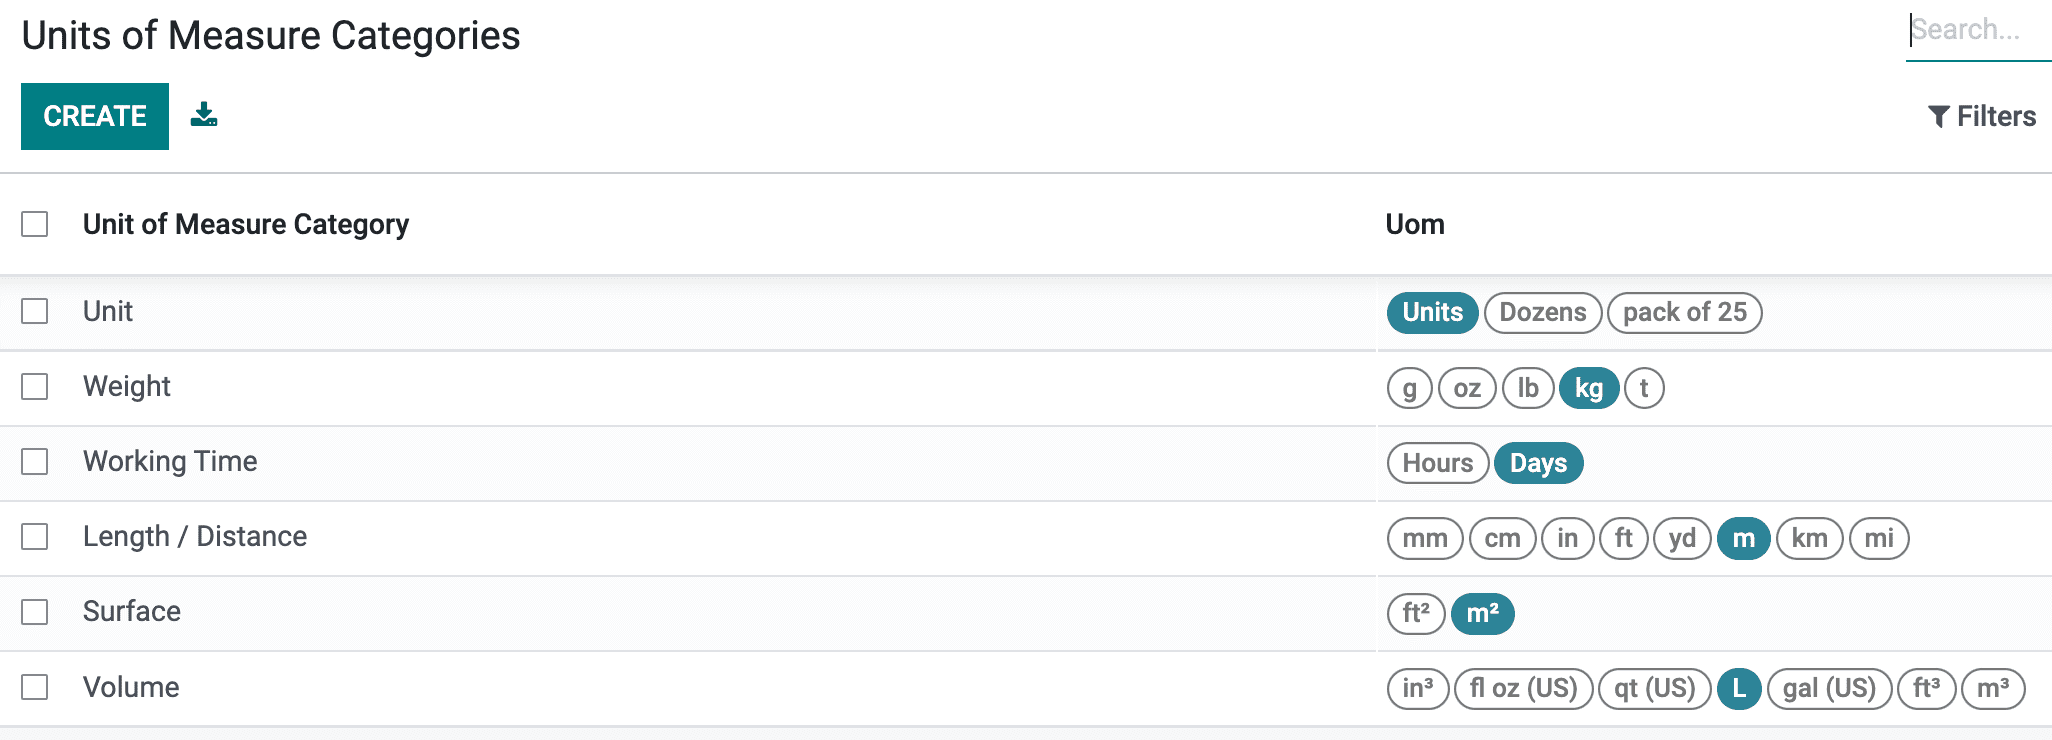 Units of Measure Categories
Search...
CREATE
Filters
Unit of Measure Category Uom
Unit Units Dozens pack of 25
Weight g oz lb kg t
Working Time Hours Days
Length / Distance mm cm in ft yd m km mi
Surface ft² m²
Volume in³ fl oz (US) qt (US) L gal (US) ft³ m³